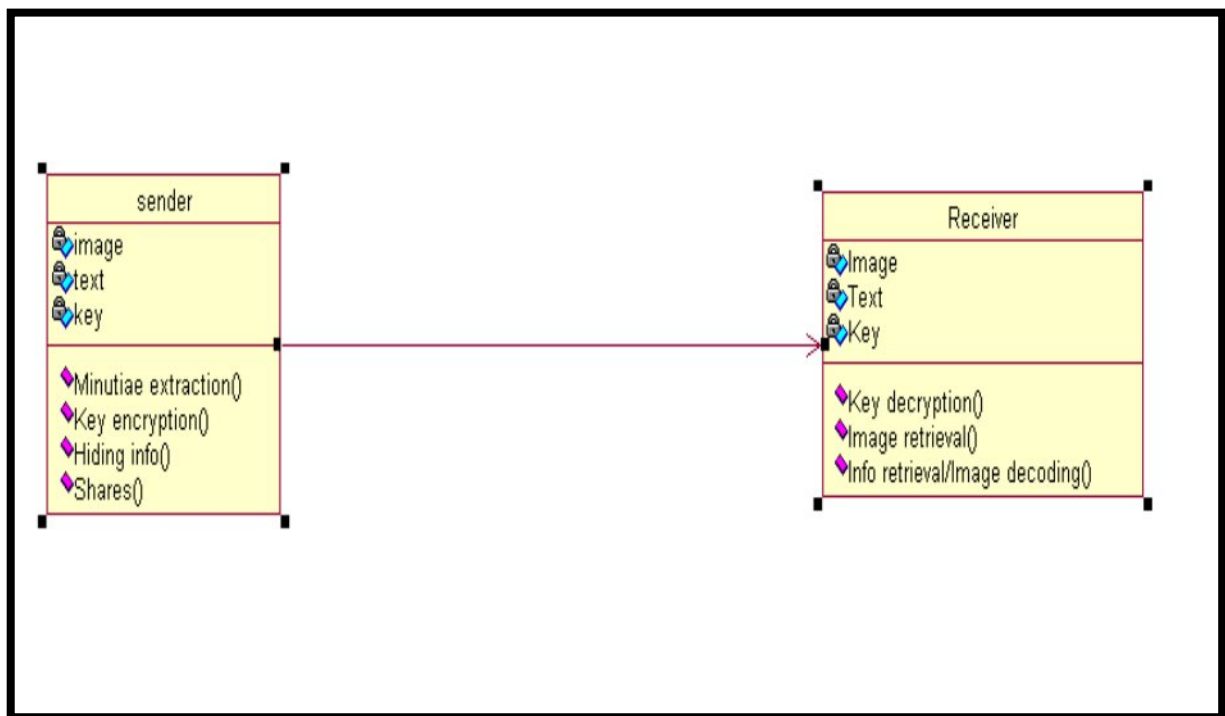 sender
image
text
key
Minutiae extraction()
Key encryption()
Hiding info()
Shares()
Receiver
Image
Text
Key
Key decryption()
Image retrieval()
Info retrieval/Image decoding()